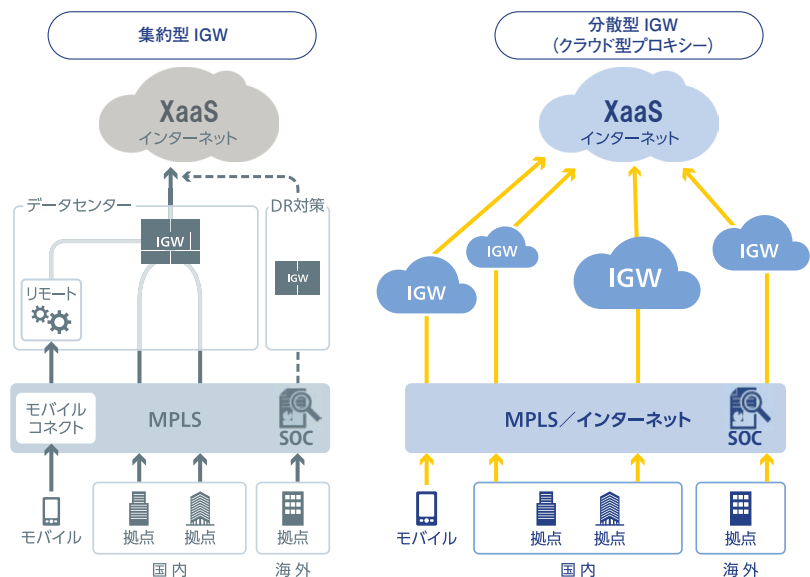 集約型 IGW
XaaS
インターネット
データセンター
DR対策
IGW
IGW
リモート
モバイル
コネクト
MPLS
SOC
モバイル
拠点
拠点
拠点
国内
海外
分散型 IGW
(クラウド型プロキシー)
XaaS
インターネット
IGW
IGW
IGW
IGW
MPLS／インターネット
SOC
モバイル
拠点
拠点
拠点
国内
海外